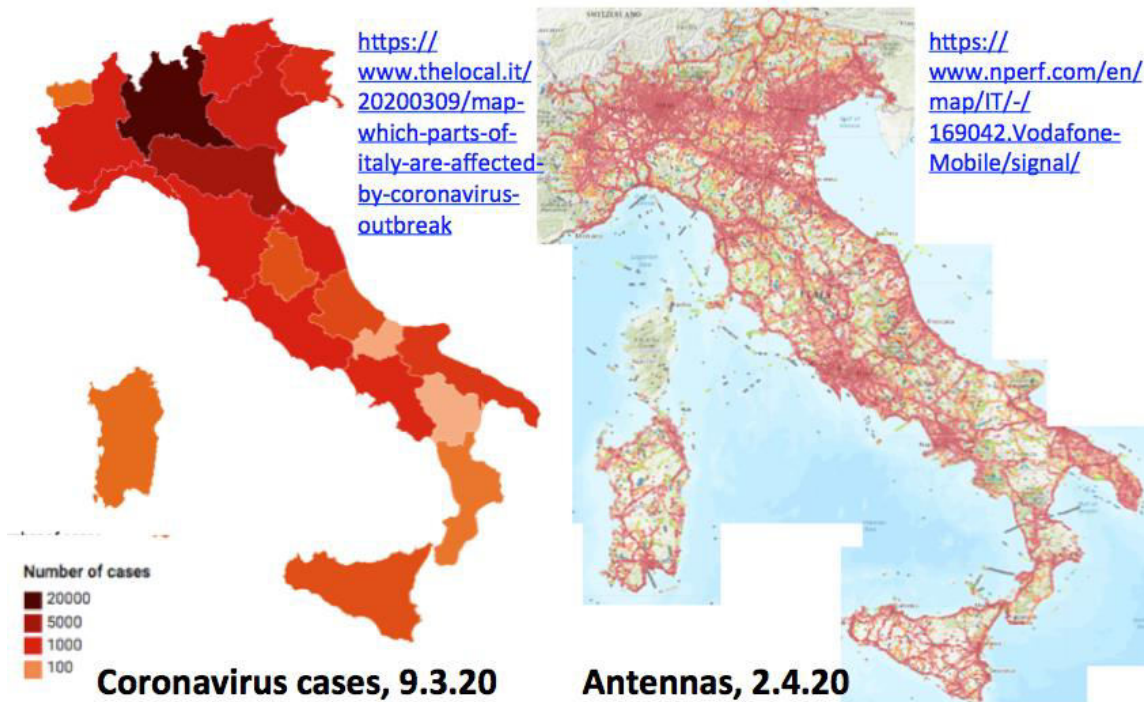 https://
www.thelocal.it/
20200309/map-
which-parts-of
italy-are-affected-
by-coronavirus-
outbreak
https://
www.nperf.com/en/
map/IT/-/
169042.Vodafone-
Mobile/signal/
SWITZERLAND
Number of cases
20000
5000
1000
100
Coronavirus cases, 9.3.20
Antennas, 2.4.20